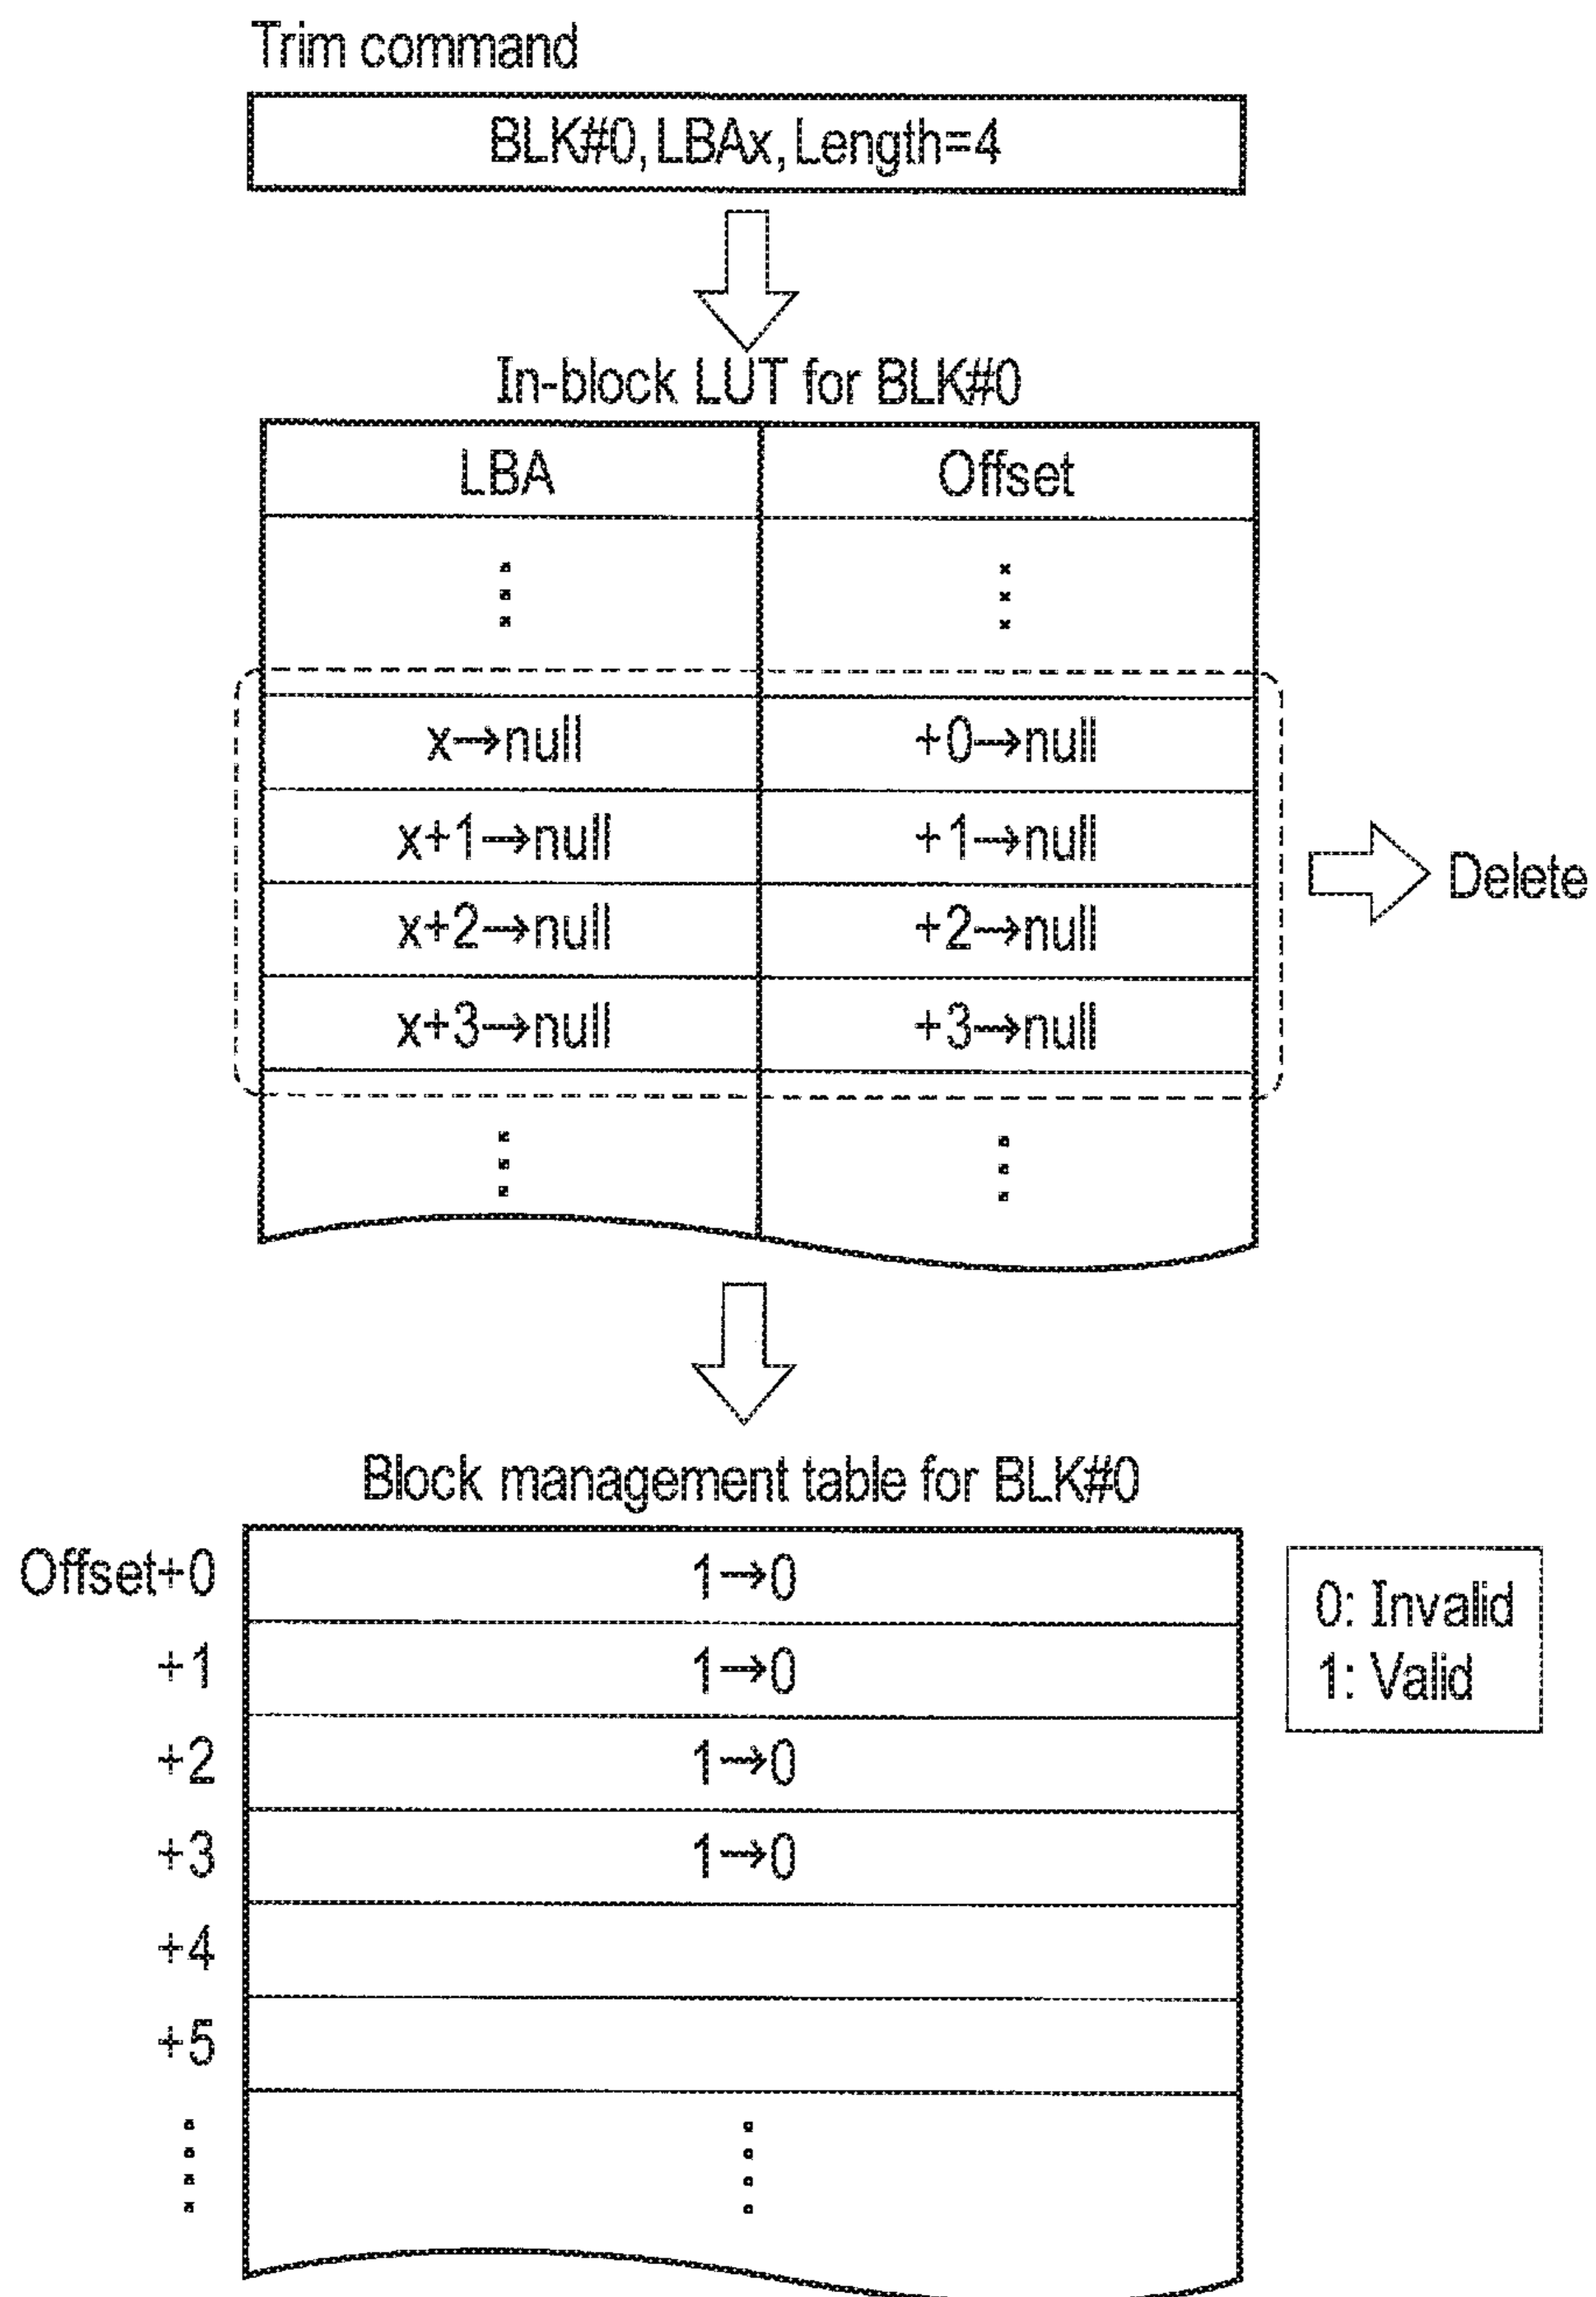 Trim command
BLK#0, LBAx, Length=4
In-block LUT for BLK#0
LBA Offset
x→null +0→null
x+1→null +1→null
x+2→null +2→null
x+3→null +3→null
Delete
Block management table for BLK#0
Offset+0 1→0
+1 1→0
+2 1→0
+3 1→0
+4
+5
0: Invalid
1: Valid